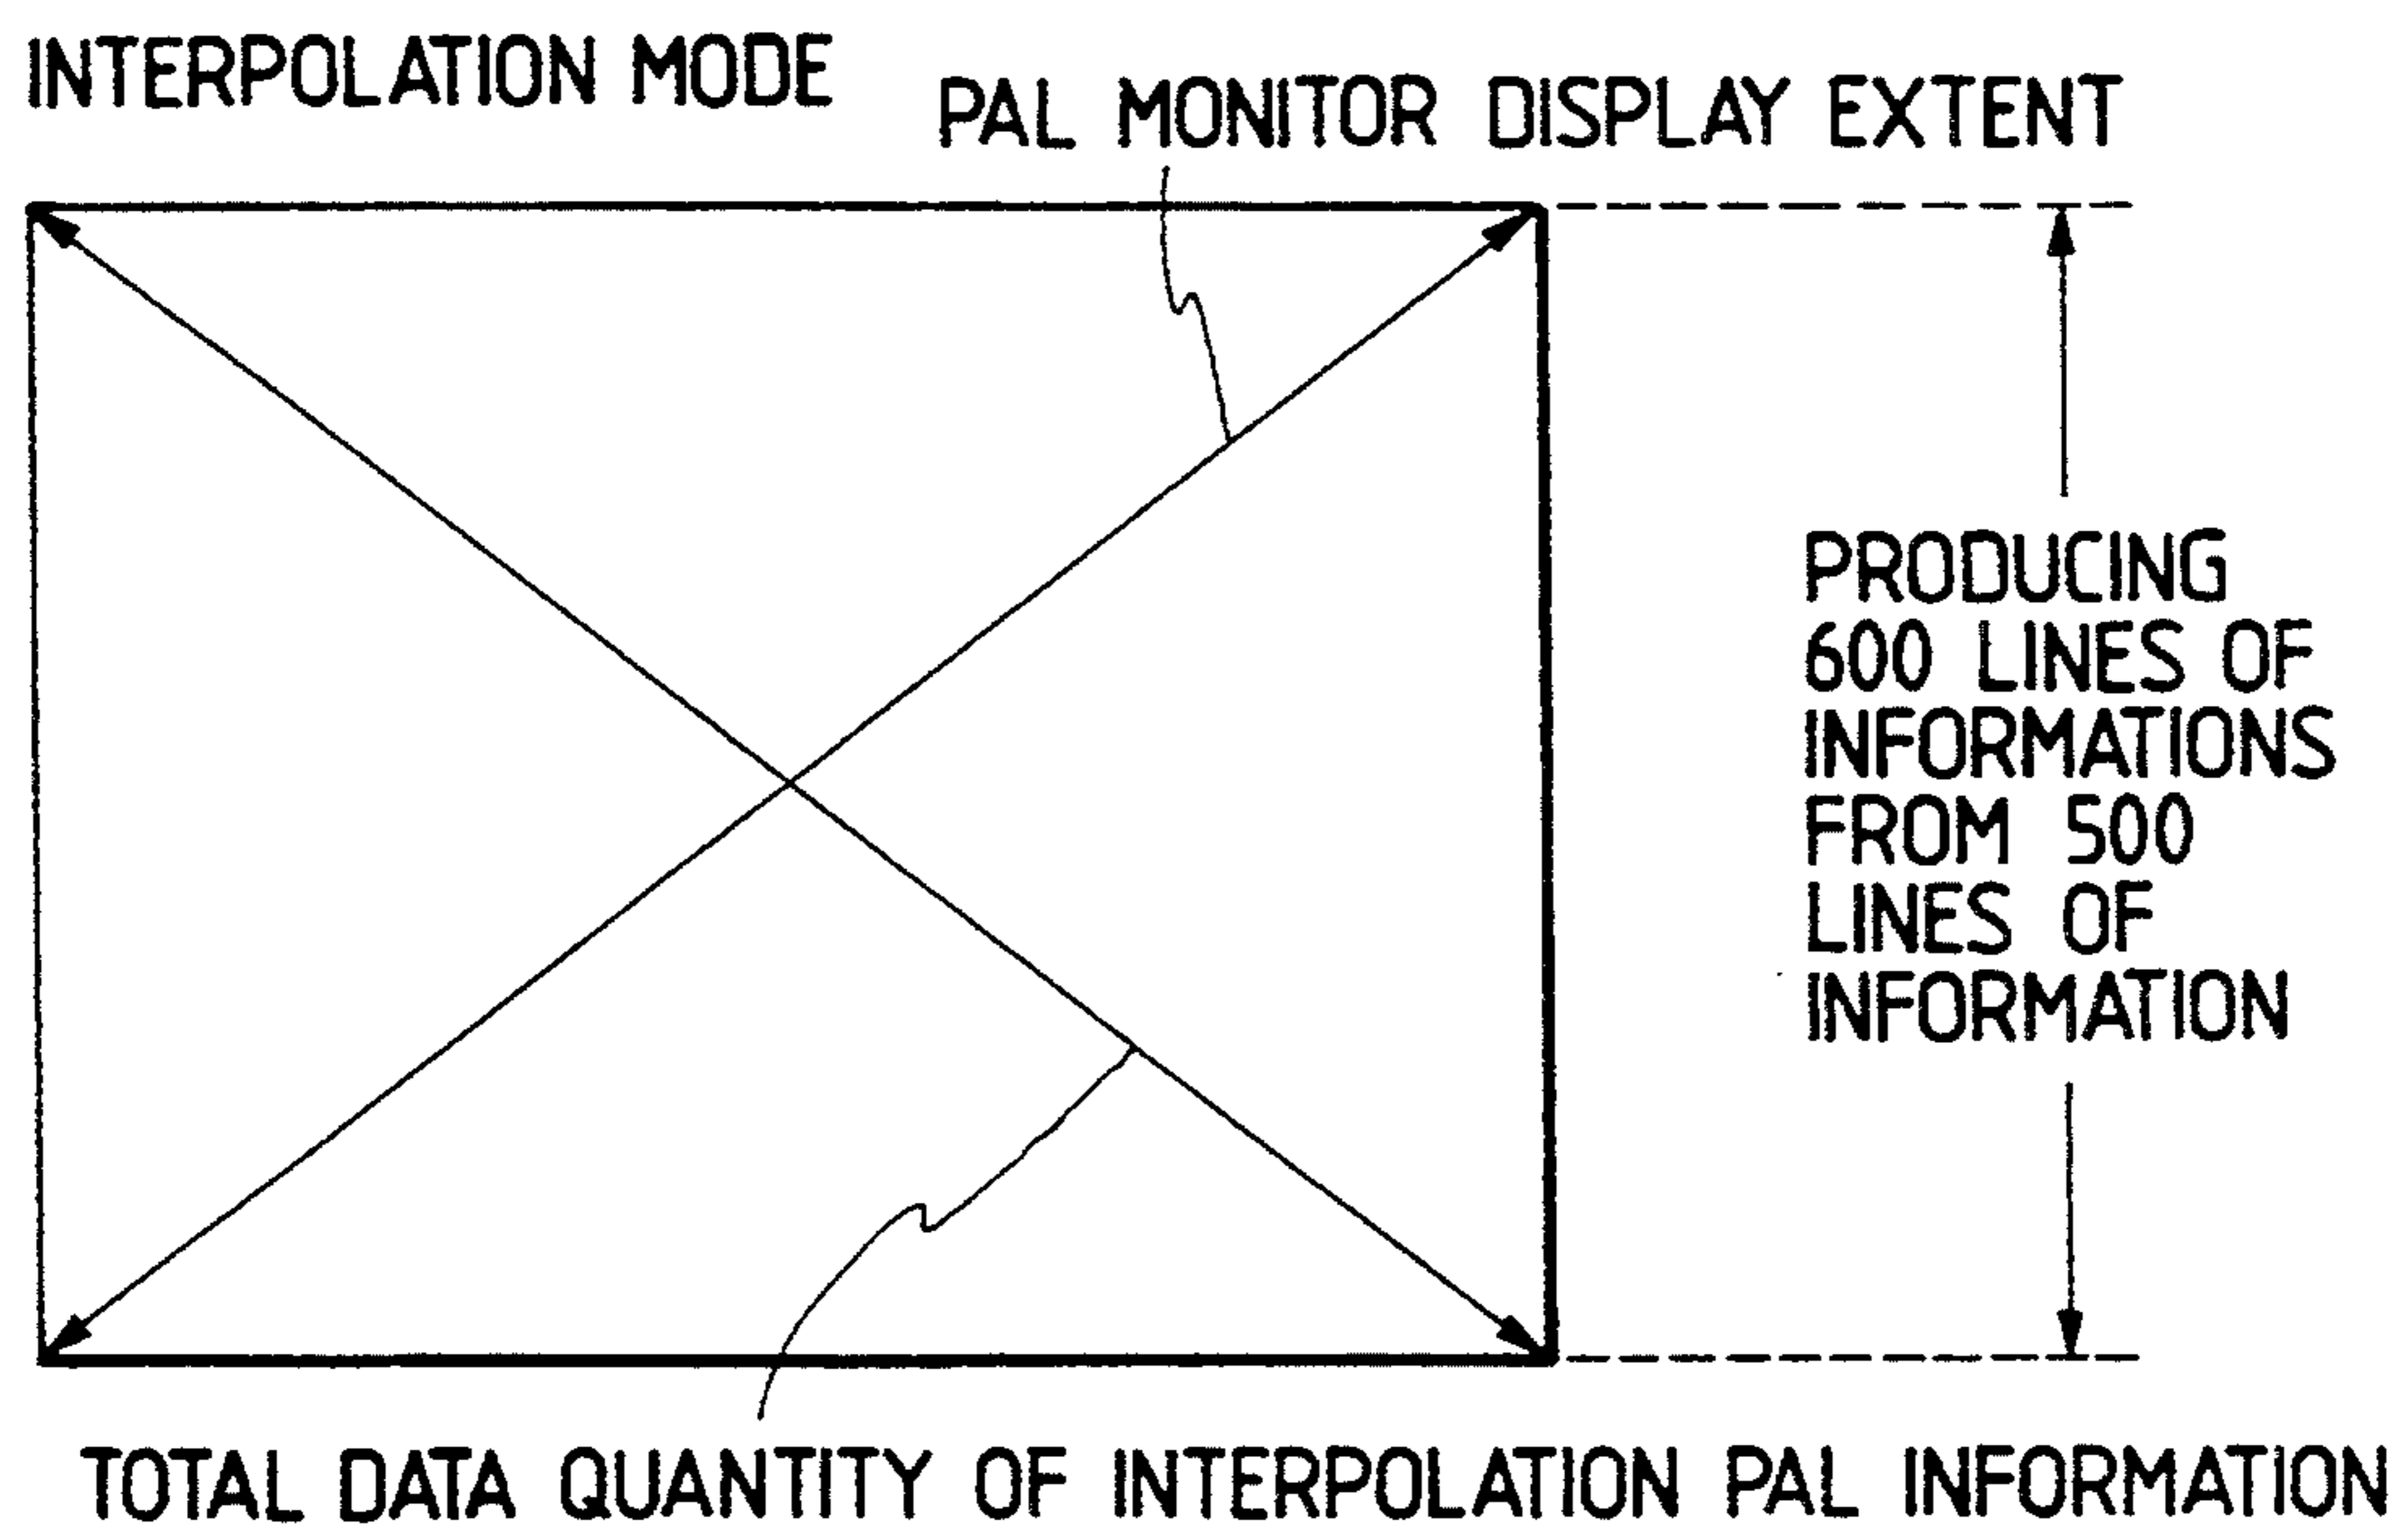 INTERPOLATION MODE
PAL MONITOR DISPLAY EXTENT
PRODUCING
600 LINES OF
INFORMATIONS
FROM 500
LINES OF
INFORMATION
TOTAL DATA QUANTITY OF INTERPOLATION PAL INFORMATION